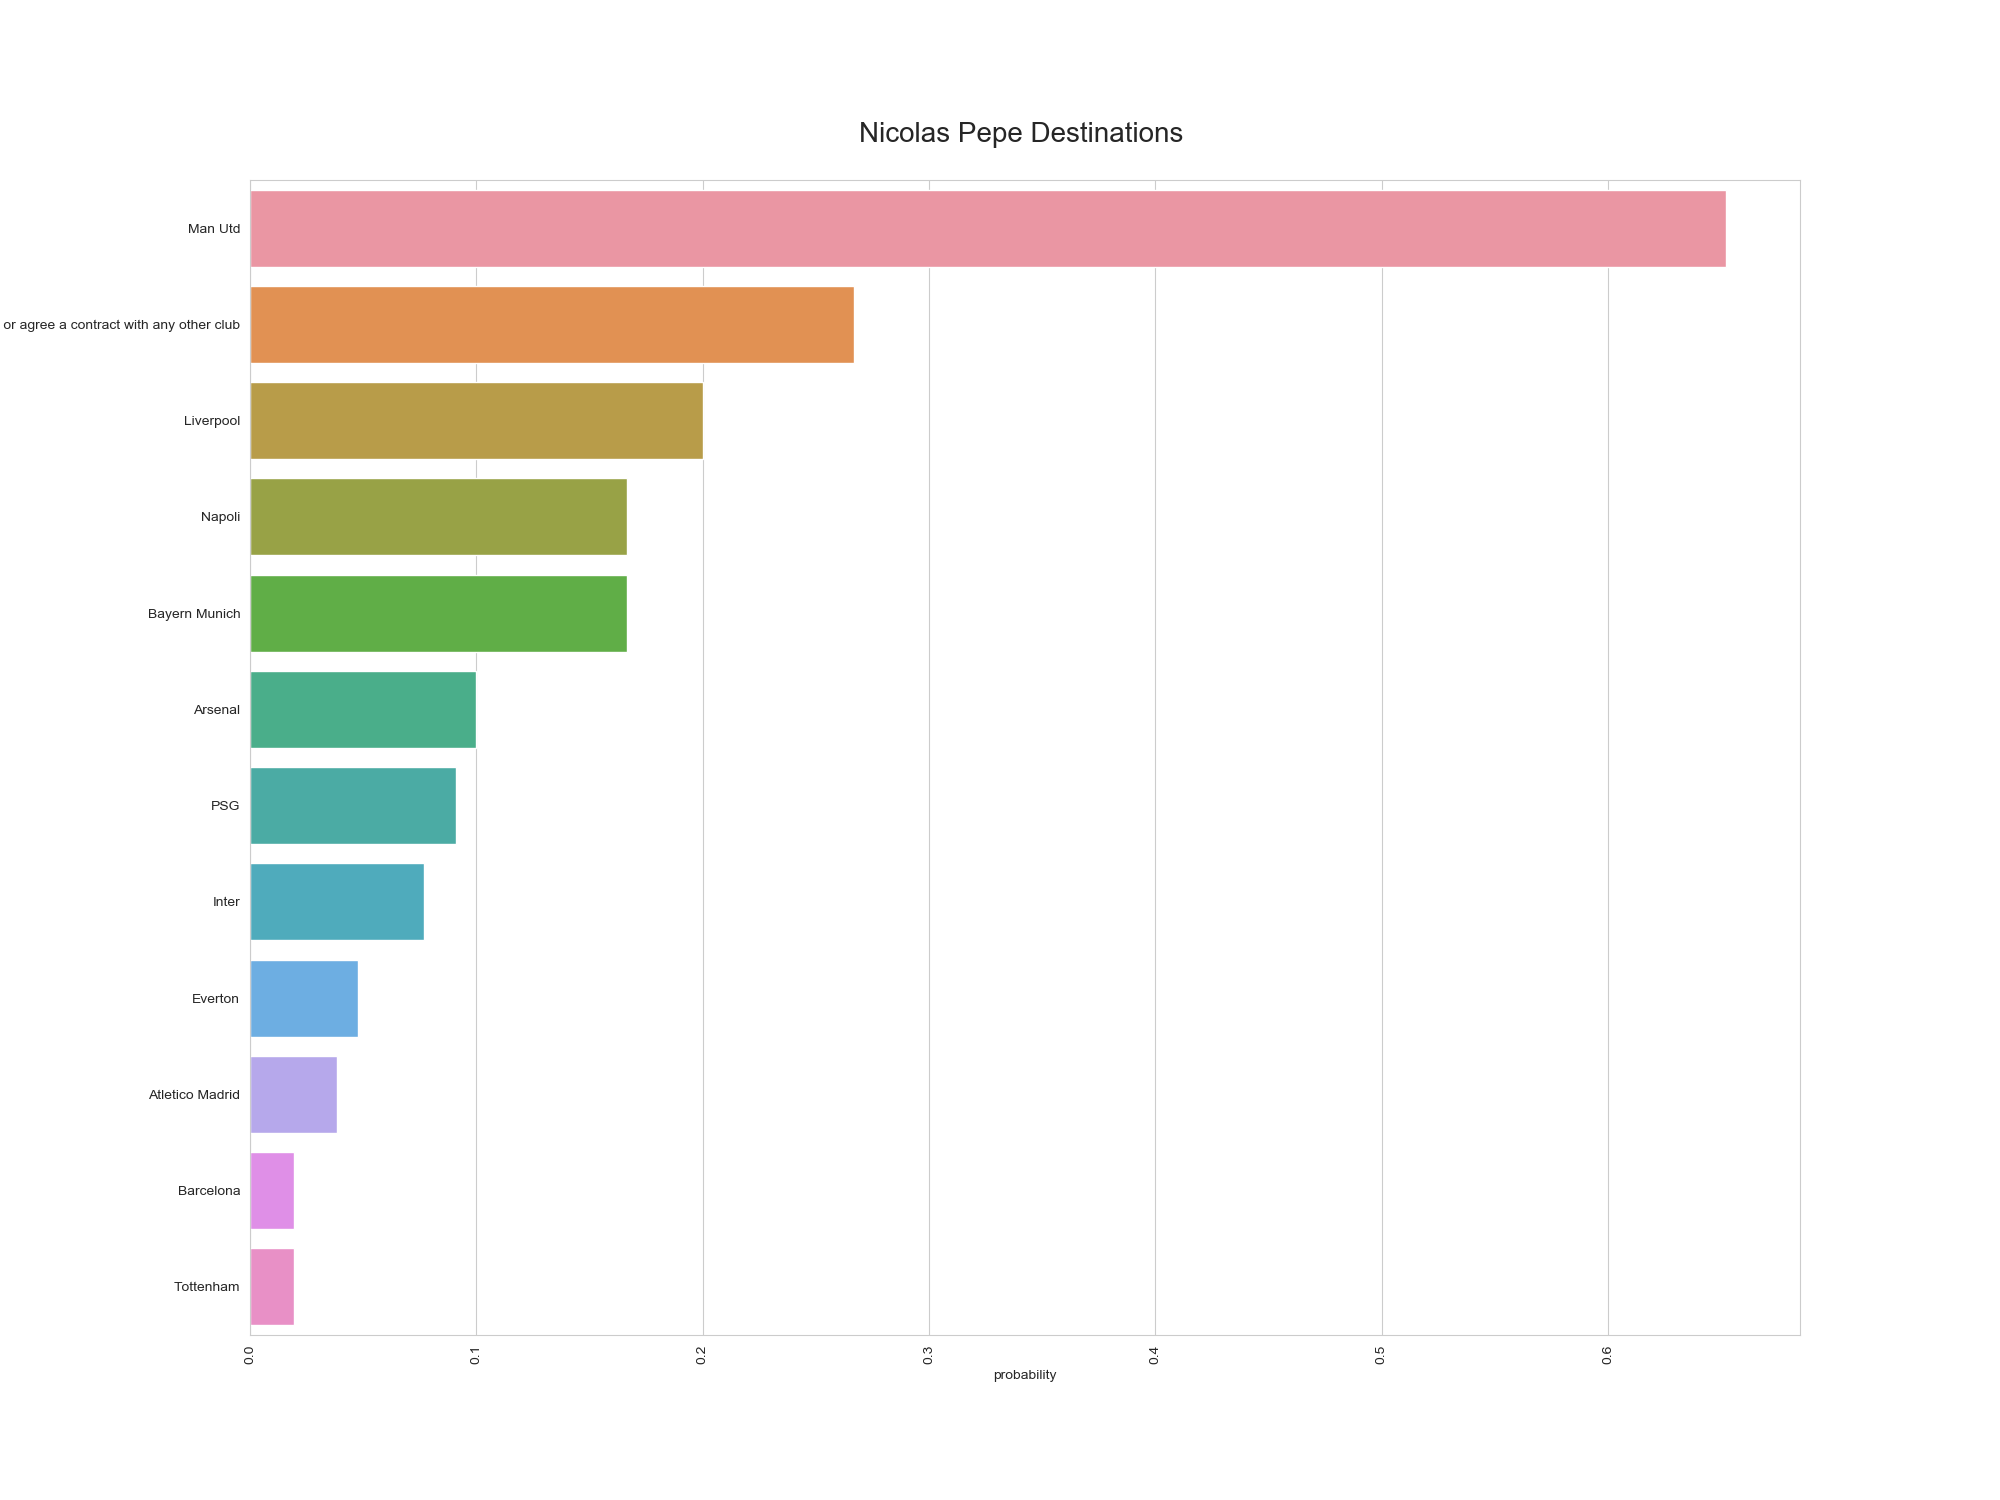 Nicolas Pepe Destinations
Man Utd
or agree a contract with any other club
Liverpool
Napoli
Bayern Munich
Arsenal
PSG
Inter
Everton
Atletico Madrid
Barcelona
Tottenham
0.0 0.1 0.2 0.3 0.4 0.5 0.6
probability